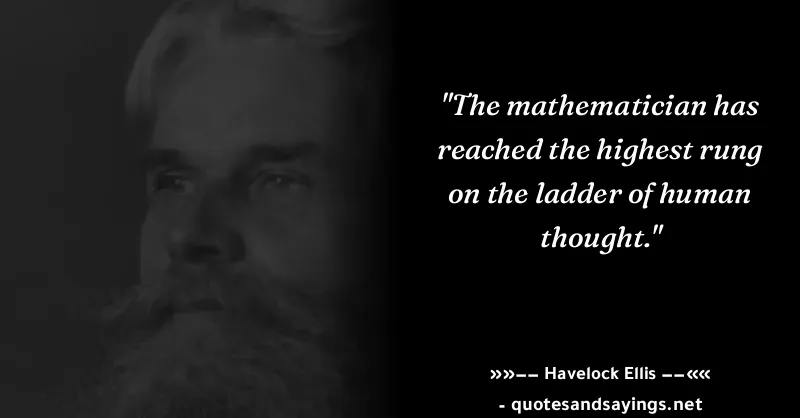 "The mathematician has
reached the highest rung
on the ladder of human
thought."
»»−− Havelock Ellis −−««
- quotesandsayings.net